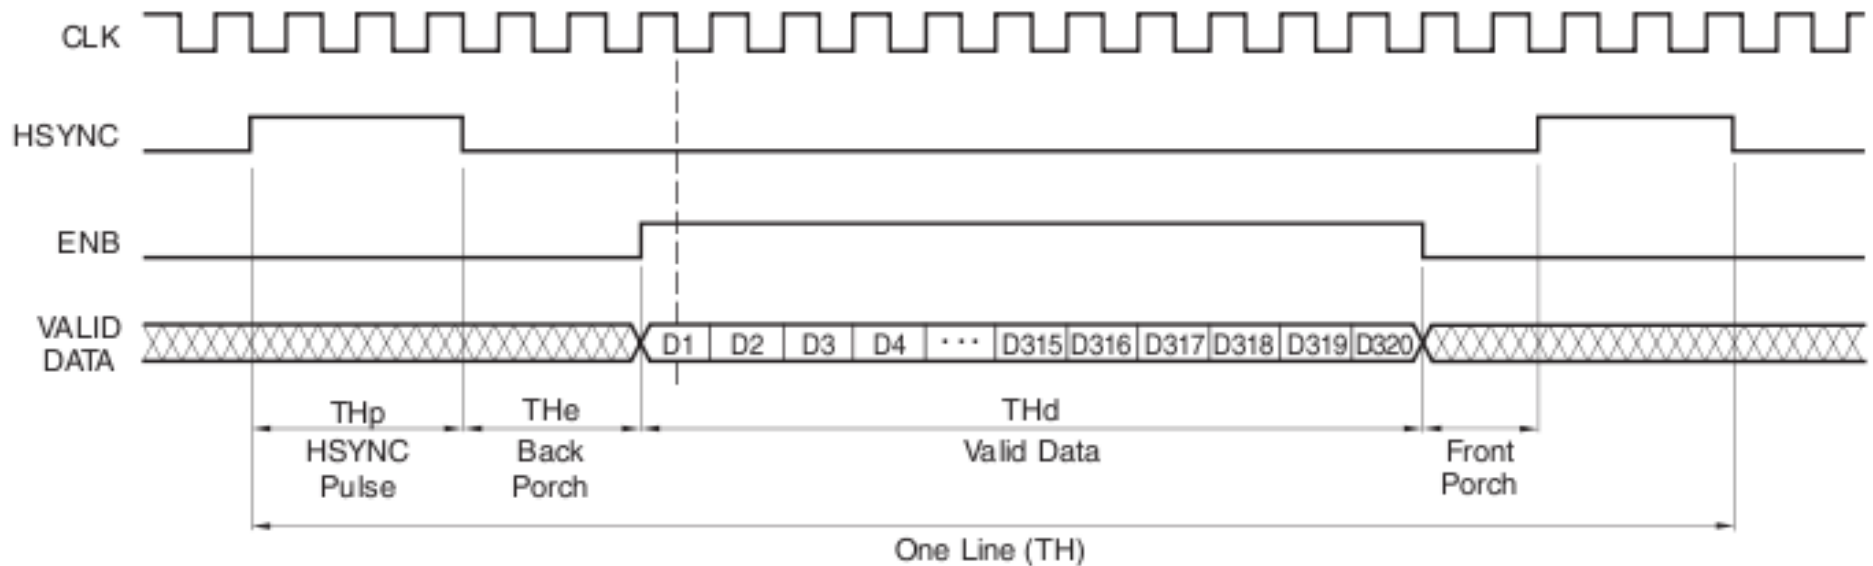 CLK
HSYNC
ENB
VALID
DATA
D1 D2 D3 D4 ··· D315 D316 D317 D318 D319 D320
THp THe THd
HSYNC Back Valid Data Front
Pulse Porch Porch
One Line (TH)